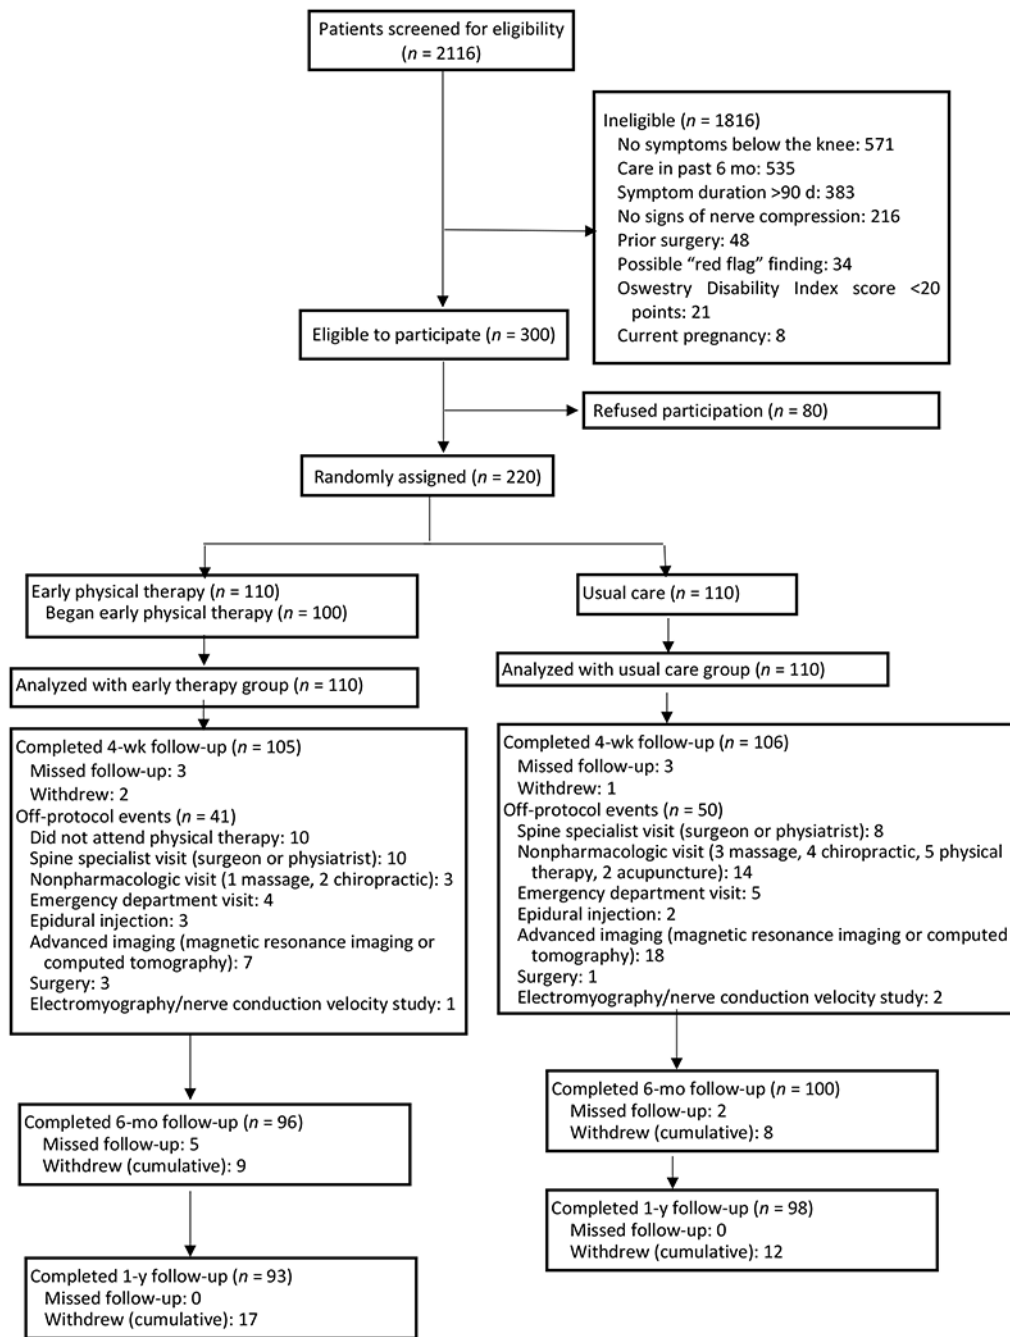 Patients screened for eligibility
(n = 2116)
Ineligible (n = 1816)
No symptoms below the knee: 571
Care in past 6 mo: 535
Symptom duration >90 d: 383
No signs of nerve compression: 216
Prior surgery: 48
Possible “red flag” finding: 34
Oswestry Disability Index score <20
points: 21
Current pregnancy: 8
Eligible to participate (n = 300)
Refused participation (n = 80)
Randomly assigned (n = 220)
Early physical therapy (n = 110)
Began early physical therapy (n = 100)
Usual care (n = 110)
Analyzed with early therapy group (n = 110)
Analyzed with usual care group (n = 110)
Completed 4-wk follow-up (n = 105)
Missed follow-up: 3
Withdrew: 2
Off-protocol events (n = 41)
Did not attend physical therapy: 10
Spine specialist visit (surgeon or physiatrist): 10
Nonpharmacologic visit (1 massage, 2 chiropractic): 3
Emergency department visit: 4
Epidural injection: 3
Advanced imaging (magnetic resonance imaging or
computed tomography): 7
Surgery: 3
Electromyography/nerve conduction velocity study: 1
Completed 4-wk follow-up (n = 106)
Missed follow-up: 3
Withdrew: 1
Off-protocol events (n = 50)
Spine specialist visit (surgeon or physiatrist): 8
Nonpharmacologic visit (3 massage, 4 chiropractic, 5 physical
therapy, 2 acupuncture): 14
Emergency department visit: 5
Epidural injection: 2
Advanced imaging (magnetic resonance imaging or computed
tomography): 18
Surgery: 1
Electromyography/nerve conduction velocity study: 2
Completed 6-mo follow-up (n = 96)
Missed follow-up: 5
Withdrew (cumulative): 9
Completed 6-mo follow-up (n = 100)
Missed follow-up: 2
Withdrew (cumulative): 8
Completed 1-y follow-up (n = 93)
Missed follow-up: 0
Withdrew (cumulative): 17
Completed 1-y follow-up (n = 98)
Missed follow-up: 0
Withdrew (cumulative): 12